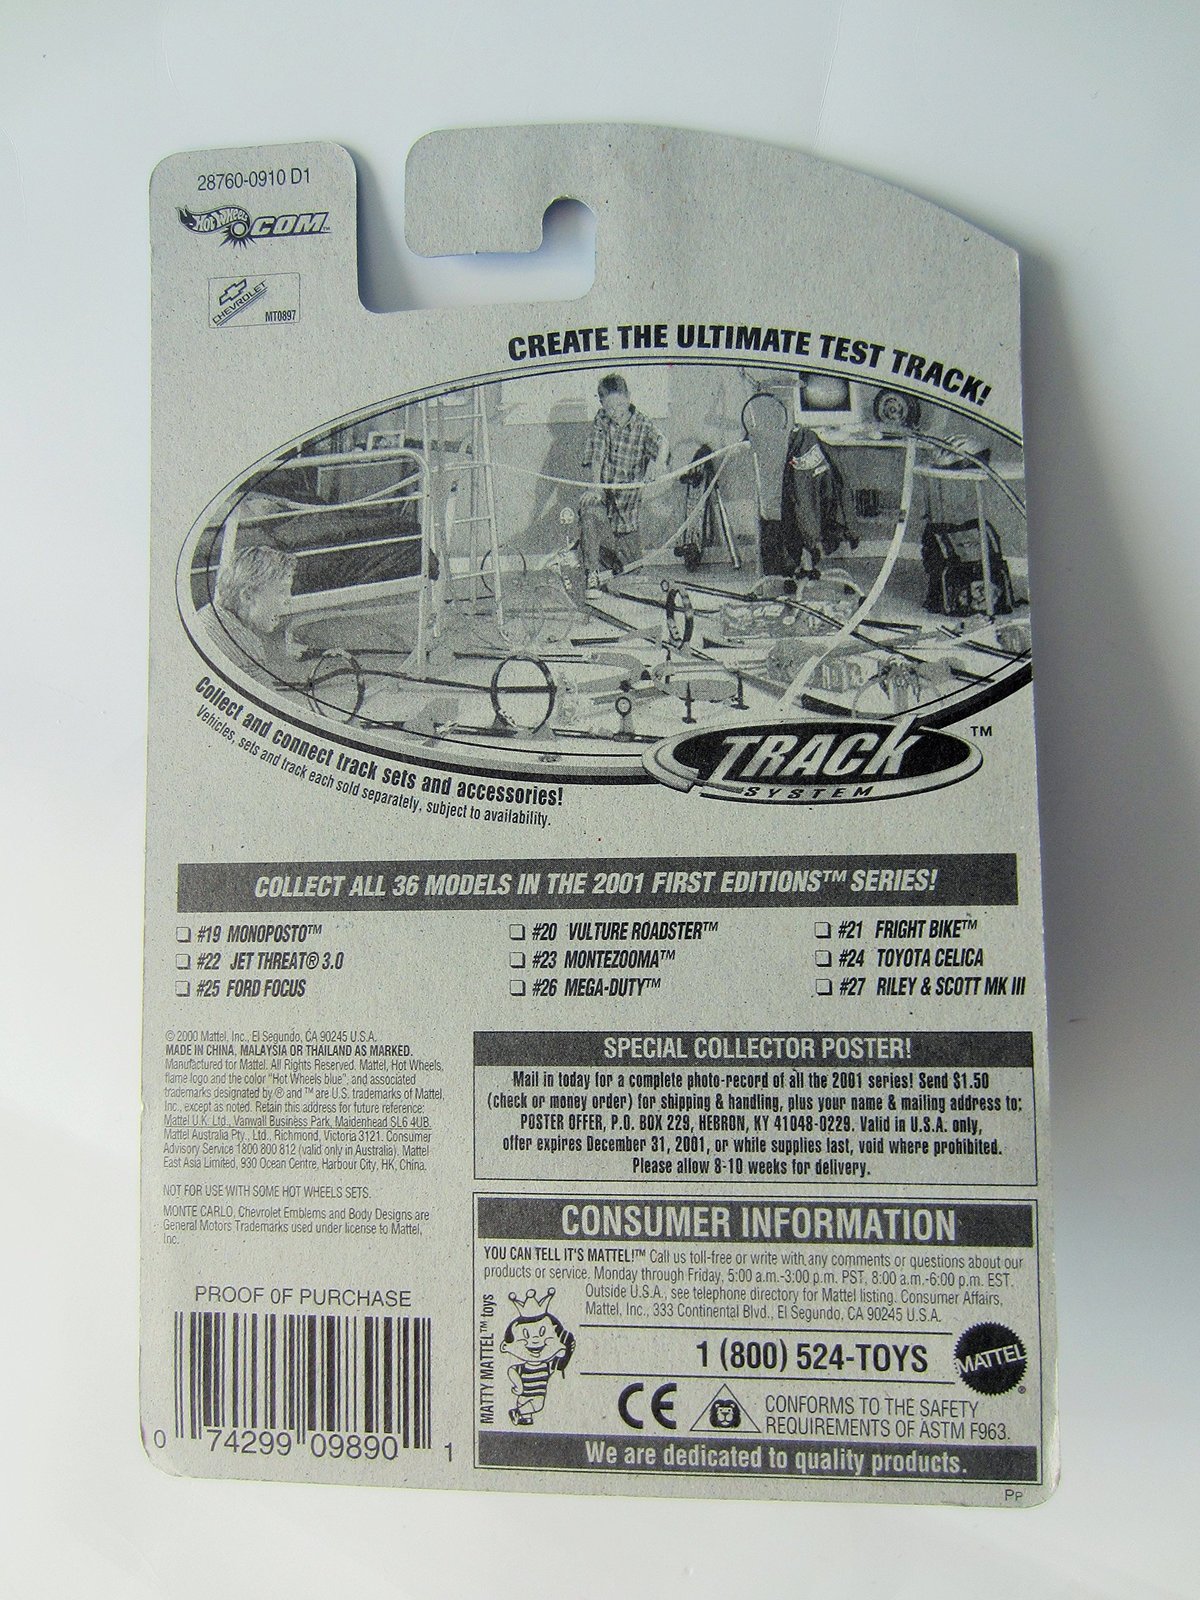 28760-0910 D1
Hot Wheels .COM™
CHEVROLET
MT0897
CREATE THE ULTIMATE TEST TRACK!
Collect and connect track sets and accessories!
Vehicles, sets and track each sold separately, subject to availability.
TRACK ™
SYSTEM
COLLECT ALL 36 MODELS IN THE 2001 FIRST EDITIONS™ SERIES!
❏ #19 MONOPOSTO™ ❏ #20 VULTURE ROADSTER™ ❏ #21 FRIGHT BIKE™
❏ #22 JET THREAT® 3.0 ❏ #23 MONTEZOOMA™ ❏ #24 TOYOTA CELICA
❏ #25 FORD FOCUS ❏ #26 MEGA-DUTY™ ❏ #27 RILEY & SCOTT MK III
© 2000 Mattel, Inc., El Segundo, CA 90245 U.S.A.
MADE IN CHINA, MALAYSIA OR THAILAND AS MARKED.
Manufactured for Mattel. All Rights Reserved. Mattel, Hot Wheels,
flame logo and the color "Hot Wheels blue", and associated
trademarks designated by ® and ™ are U.S. trademarks of Mattel,
Inc., except as noted. Retain this address for future reference:
Mattel U.K. Ltd., Vanwall Business Park, Maidenhead SL6 4UB.
Mattel Australia Pty., Ltd., Richmond, Victoria 3121. Consumer
Advisory Service 1800 800 812 (valid only in Australia). Mattel
East Asia Limited, 930 Ocean Centre, Harbour City, HK, China.
NOT FOR USE WITH SOME HOT WHEELS SETS.
MONTE CARLO, Chevrolet Emblems and Body Designs are
General Motors Trademarks used under license to Mattel,
Inc.
PROOF OF PURCHASE
0 74299 09890 1
SPECIAL COLLECTOR POSTER!
Mail in today for a complete photo-record of all the 2001 series! Send $1.50
(check or money order) for shipping & handling, plus your name & mailing address to:
POSTER OFFER, P.O. BOX 229, HEBRON, KY 41048-0229. Valid in U.S.A. only,
offer expires December 31, 2001, or while supplies last, void where prohibited.
Please allow 8-10 weeks for delivery.
CONSUMER INFORMATION
YOU CAN TELL IT'S MATTEL!™ Call us toll-free or write with any comments or questions about our
products or service. Monday through Friday, 5:00 a.m.-3:00 p.m. PST, 8:00 a.m.-6:00 p.m. EST.
Outside U.S.A., see telephone directory for Mattel listing. Consumer Affairs,
Mattel, Inc., 333 Continental Blvd., El Segundo, CA 90245 U.S.A.
MATTY MATTEL™ toys
1 (800) 524-TOYS
MATTEL®
CE
CONFORMS TO THE SAFETY
REQUIREMENTS OF ASTM F963.
We are dedicated to quality products.
PP